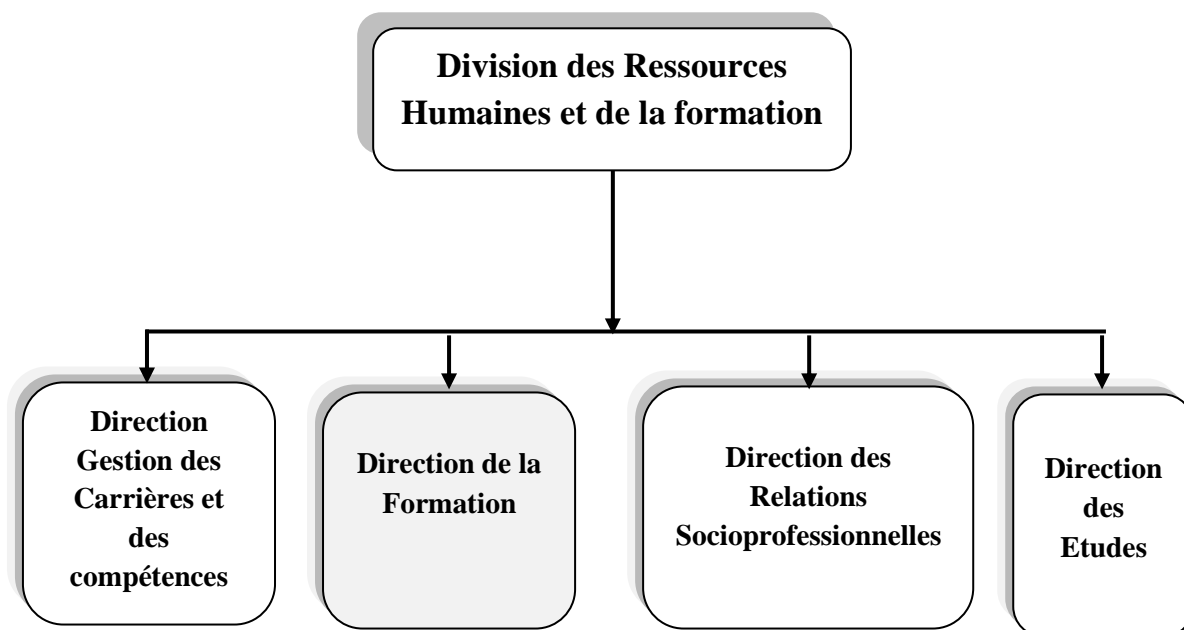 Division des Ressources
Humaines et de la formation
Direction
Gestion des
Carrières et
des
compétences
Direction de la
Formation
Direction des
Relations
Socioprofessionnelles
Direction
des
Etudes